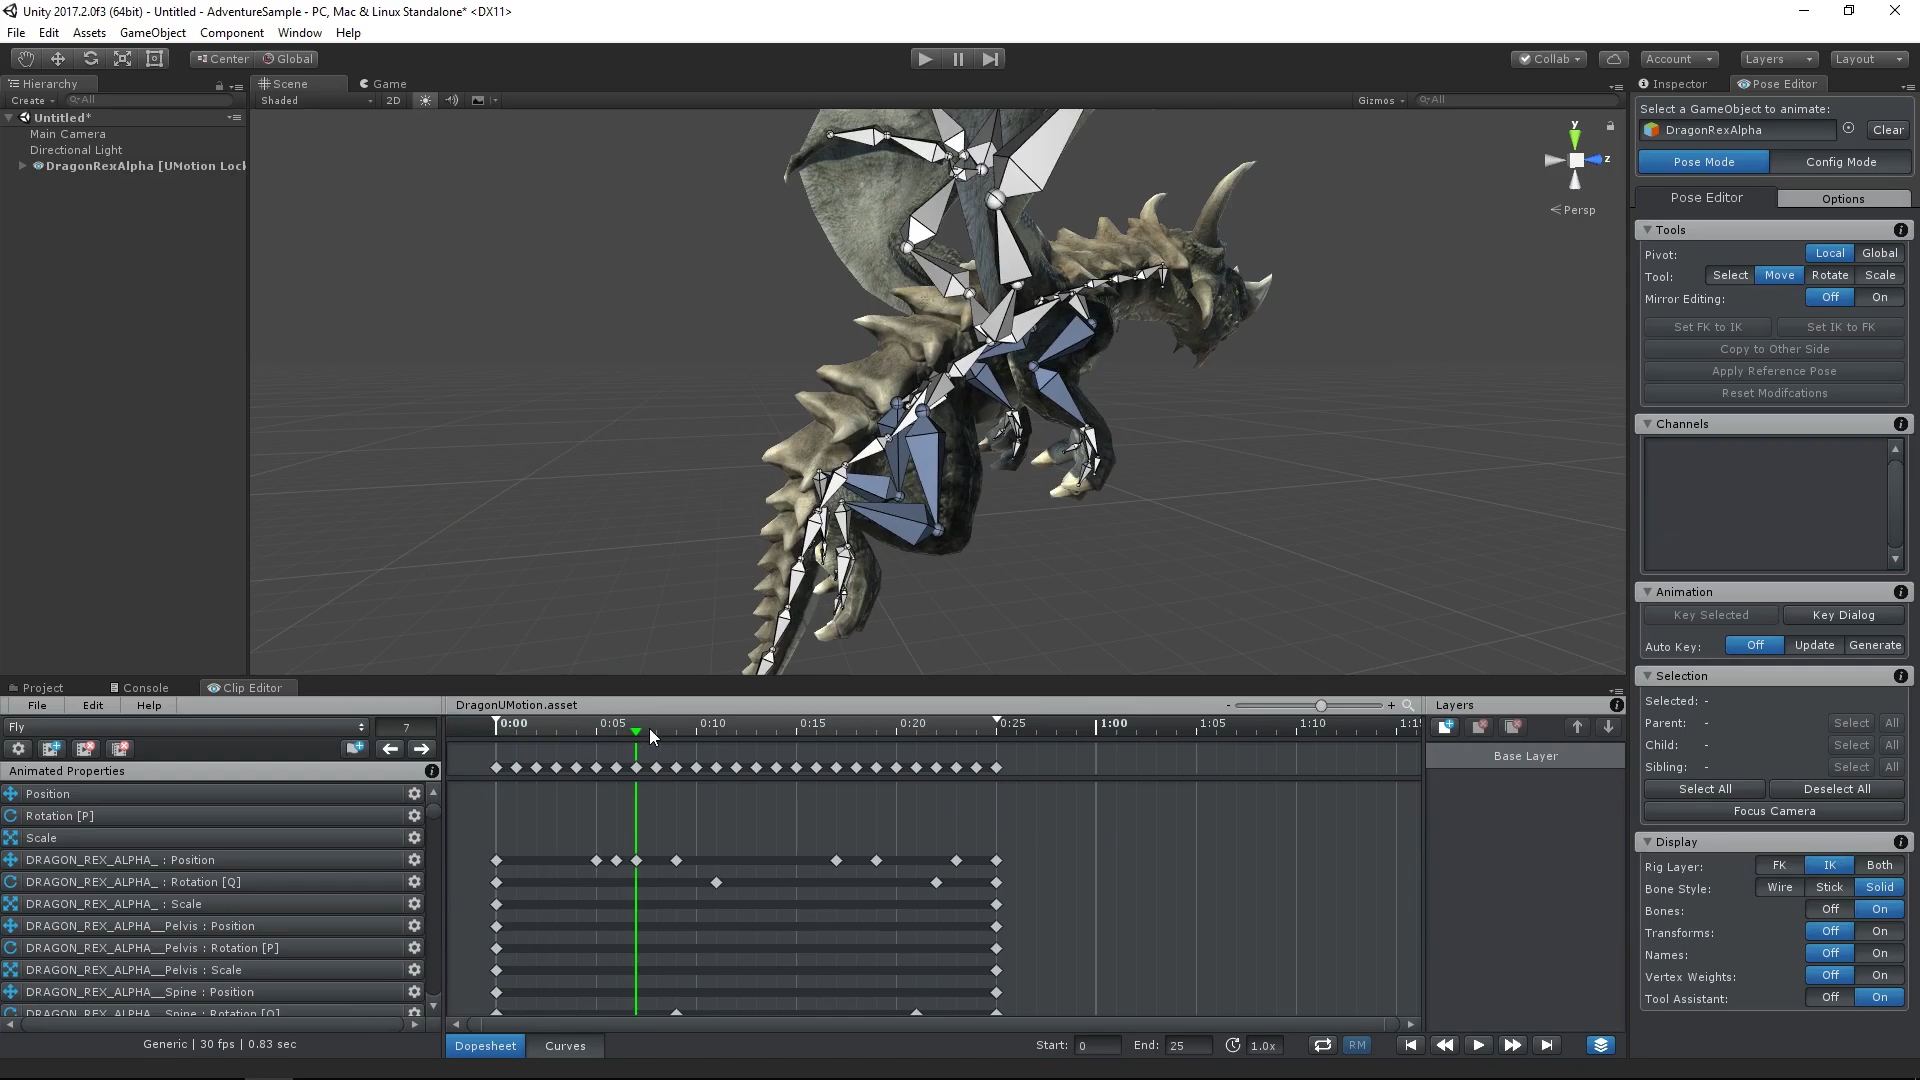 Unity 2017.2.0f3 (64bit) - Untitled - AdventureSample - PC, Mac & Linux Standalone* <DX11>
File Edit Assets GameObject Component Window Help
Center Global
Collab Account Layers Layout
Hierarchy
Create All
Untitled*
Main Camera
Directional Light
DragonRexAlpha [UMotion Lock
Scene Game
Shaded 2D Gizmos All
y
z
Persp
Inspector Pose Editor
Select a GameObject to animate:
DragonRexAlpha Clear
Pose Mode Config Mode
Pose Editor Options
Tools
Pivot: Local Global
Tool: Select Move Rotate Scale
Mirror Editing: Off On
Set FK to IK Set IK to FK
Copy to Other Side
Apply Reference Pose
Reset Modifcations
Channels
Animation
Key Selected Key Dialog
Auto Key: Off Update Generate
Selection
Selected: -
Parent: - Select All
Child: - Select All
Sibling: - Select All
Select All Deselect All
Focus Camera
Display
Rig Layer: FK IK Both
Bone Style: Wire Stick Solid
Bones: Off On
Transforms: Off On
Names: Off On
Vertex Weights: Off On
Tool Assistant: Off On
Project Console Clip Editor
File Edit Help
Fly 7
Animated Properties
Position
Rotation [P]
Scale
DRAGON_REX_ALPHA_ : Position
DRAGON_REX_ALPHA_ : Rotation [Q]
DRAGON_REX_ALPHA_ : Scale
DRAGON_REX_ALPHA__Pelvis : Position
DRAGON_REX_ALPHA__Pelvis : Rotation [P]
DRAGON_REX_ALPHA__Pelvis : Scale
DRAGON_REX_ALPHA__Spine : Position
DRAGON_REX_ALPHA__Spine : Rotation [Q]
Generic | 30 fps | 0.83 sec
DragonUMotion.asset - +
0:00 0:05 0:10 0:15 0:20 0:25 1:00 1:05 1:10 1:15
Dopesheet Curves
Start: 0 End: 25 1.0x RM
Layers
Base Layer